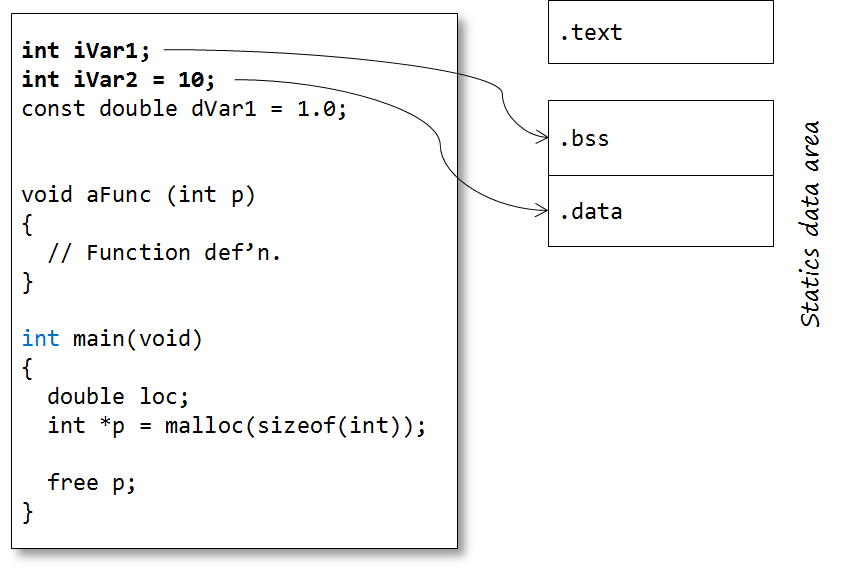 int iVar1;
int iVar2 = 10;
const double dVar1 = 1.0;
void aFunc (int p)
{
// Function def’n.
}
int main(void)
{
double loc;
int *p = malloc(sizeof(int));
free p;
}
.text
.bss
.data
Statics data area